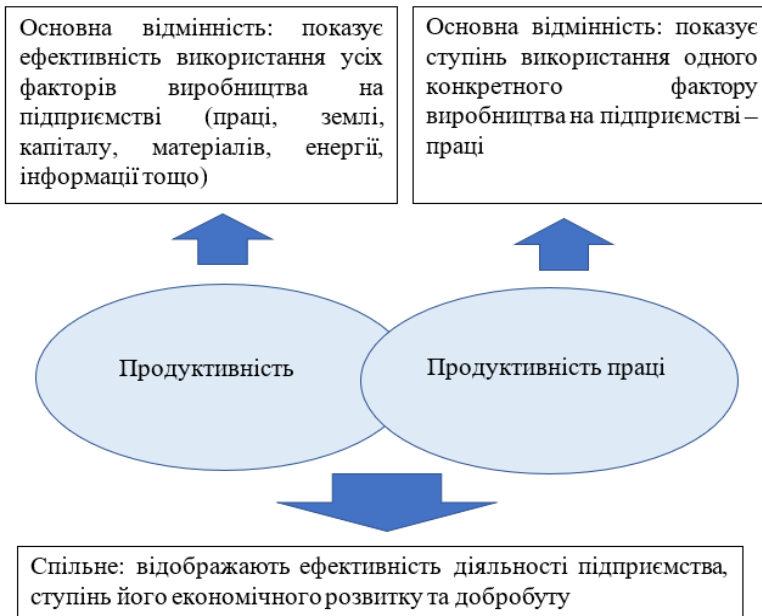 Основна відмінність: показує
ефективність використання усіх
факторів виробництва на
підприємстві (праці, землі,
капіталу, матеріалів, енергії,
інформації тощо)
Основна відмінність: показує
ступінь використання одного
конкретного фактору
виробництва на підприємстві –
праці
Продуктивність
Продуктивність праці
Спільне: відображають ефективність діяльності підприємства,
ступінь його економічного розвитку та добробуту